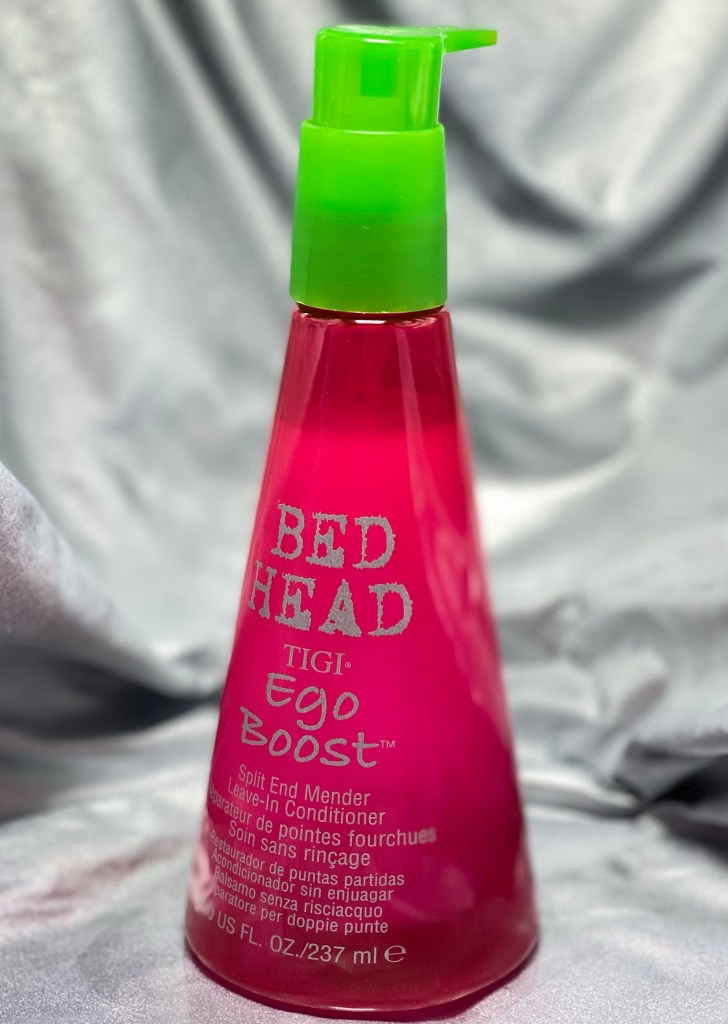 BED
HEAD
TIGI®
Ego
Boost™
Split End Mender
Leave-In Conditioner
de pointes fourchues
Soin sans rinçage
Restaurador de puntas partidas
Acondicionador sin enjuagar
Balsamo senza risciacquo
per doppie punte
US FL. OZ./237 ml ℮